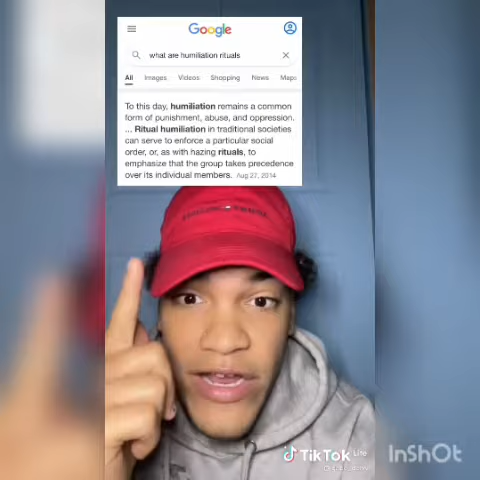 Google
what are humiliation rituals
All Images Videos Shopping News Maps
To this day, humiliation remains a common
form of punishment, abuse, and oppression.
... Ritual humiliation in traditional societies
can serve to enforce a particular social
order, or, as with hazing rituals, to
emphasize that the group takes precedence
over its individual members. Aug 27, 2014
TikTok Lite
InShOt